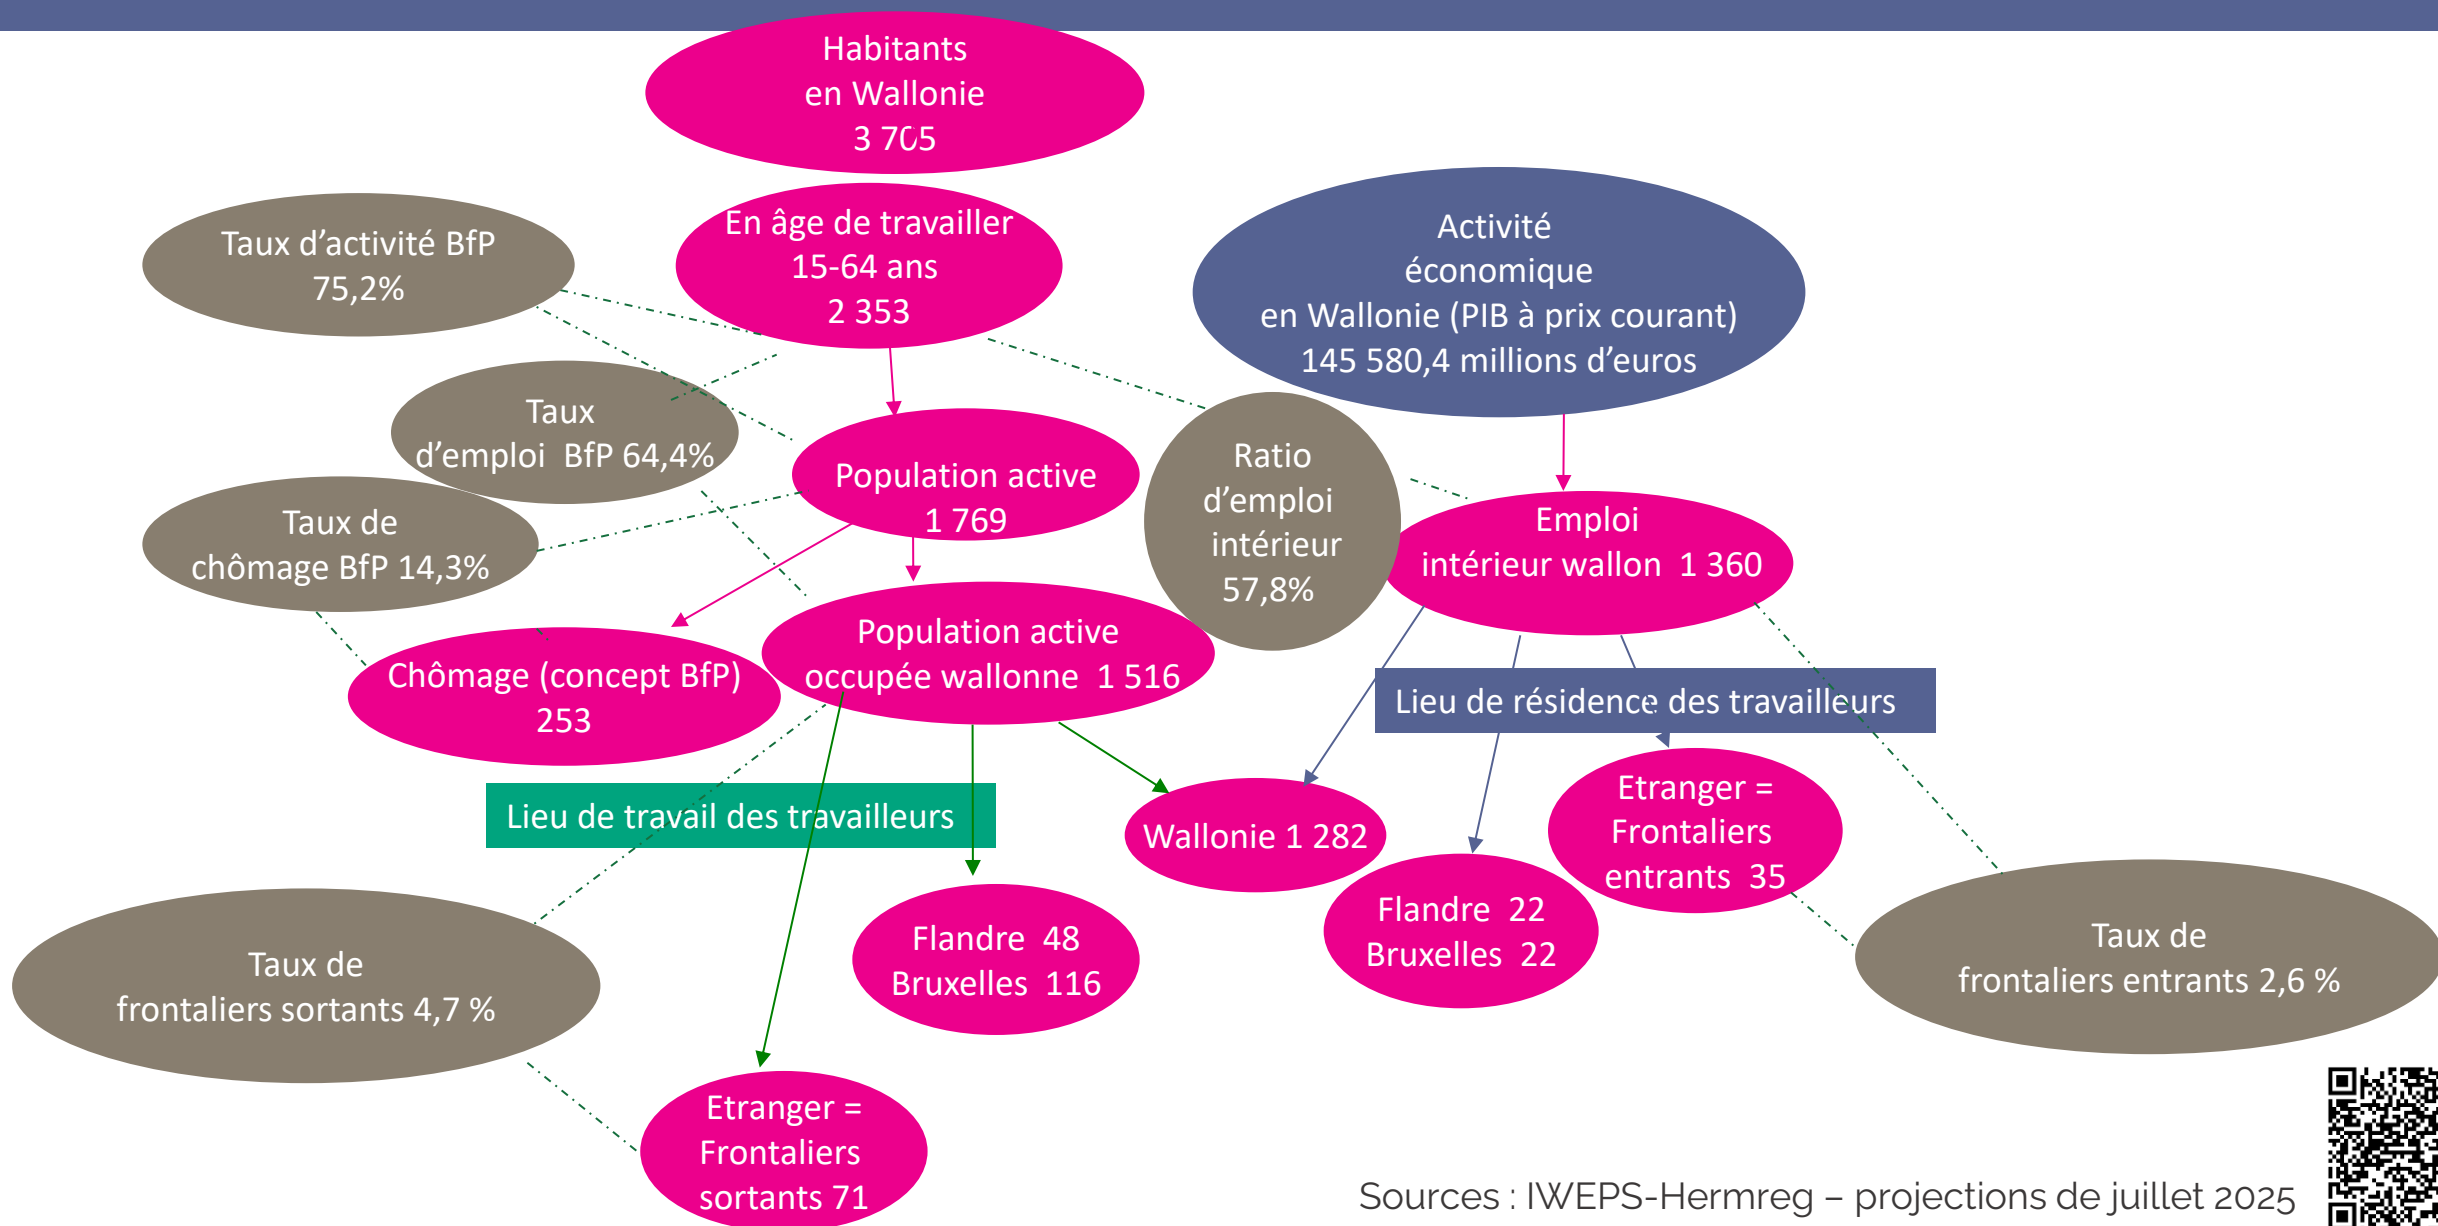 Habitants
en Wallonie
3 705
En âge de travailler
15-64 ans
2 353
Taux d'activité BfP
75,2%
Activité
économique
en Wallonie (PIB à prix courant)
145 580,4 millions d'euros
Taux
d'emploi  BfP 64,4%
Population active
1 769
Ratio
d'emploi
intérieur
57,8%
Emploi
intérieur wallon  1 360
Taux de
chômage BfP 14,3%
Chômage (concept BfP)
253
Population active
occupée wallonne  1 516
Lieu de résidence des travailleurs
Lieu de travail des travailleurs
Wallonie 1 282
Etranger =
Frontaliers
entrants  35
Flandre  22
Bruxelles  22
Flandre  48
Bruxelles  116
Taux de
frontaliers sortants 4,7 %
Taux de
frontaliers entrants 2,6 %
Etranger =
Frontaliers
sortants 71
Sources : IWEPS-Hermreg – projections de juillet 2025